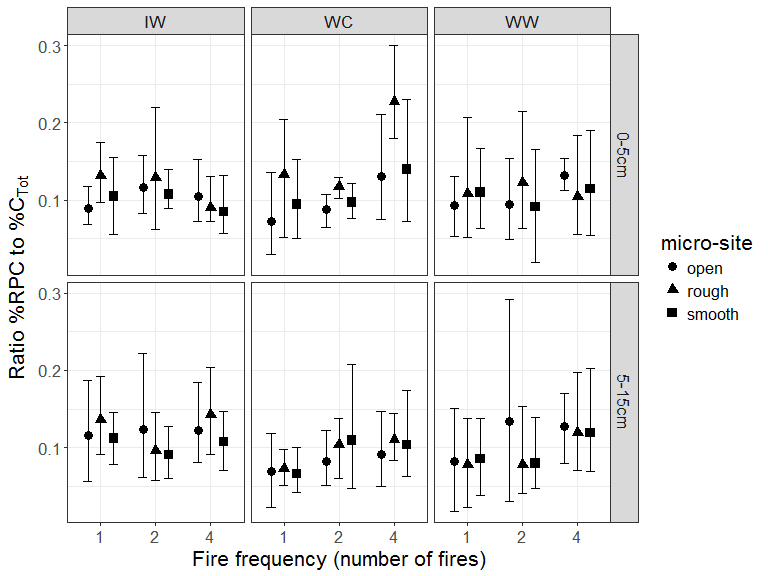 IW WC WW
0.3
0.2
0.1
0-5cm
0.3
0.2
0.1
5-15cm
1 2 4 1 2 4 1 2 4
Fire frequency (number of fires)
Ratio %RPC to %CTot
micro-site
open
rough
smooth